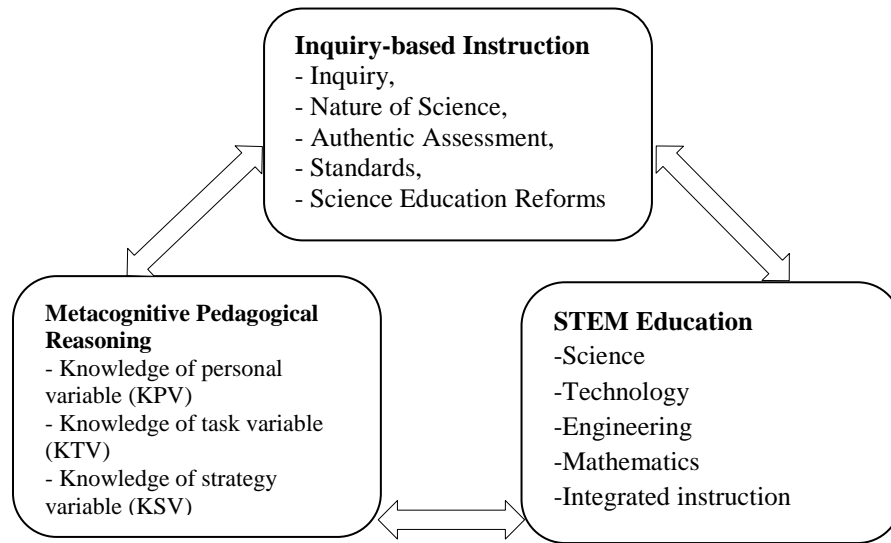 Inquiry-based Instruction
- Inquiry,
- Nature of Science,
- Authentic Assessment,
- Standards,
- Science Education Reforms
Metacognitive Pedagogical
Reasoning
- Knowledge of personal
variable (KPV)
- Knowledge of task variable
(KTV)
- Knowledge of strategy
variable (KSV)
STEM Education
-Science
-Technology
-Engineering
-Mathematics
-Integrated instruction